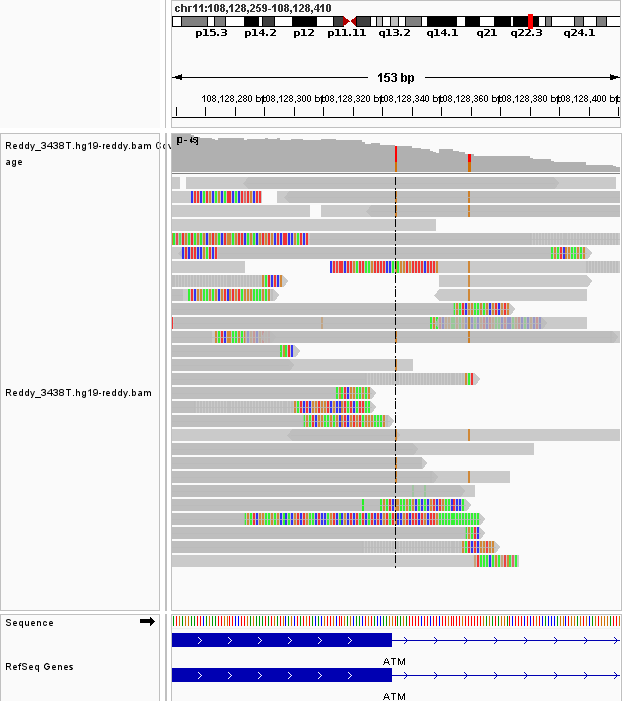 chr11:108,128,259-108,128,410
p15.3 p14.2 p12 p11.11 q13.2 q14.1 q21 q22.3 q24.1
153 bp
108,128,280 bp 108,128,300 bp 108,128,320 bp 108,128,340 bp 108,128,360 bp 108,128,380 bp 108,128,400 bp
Reddy_3438T.hg19-reddy.bam Cov
age
Reddy_3438T.hg19-reddy.bam
Sequence
ATM
RefSeq Genes
ATM